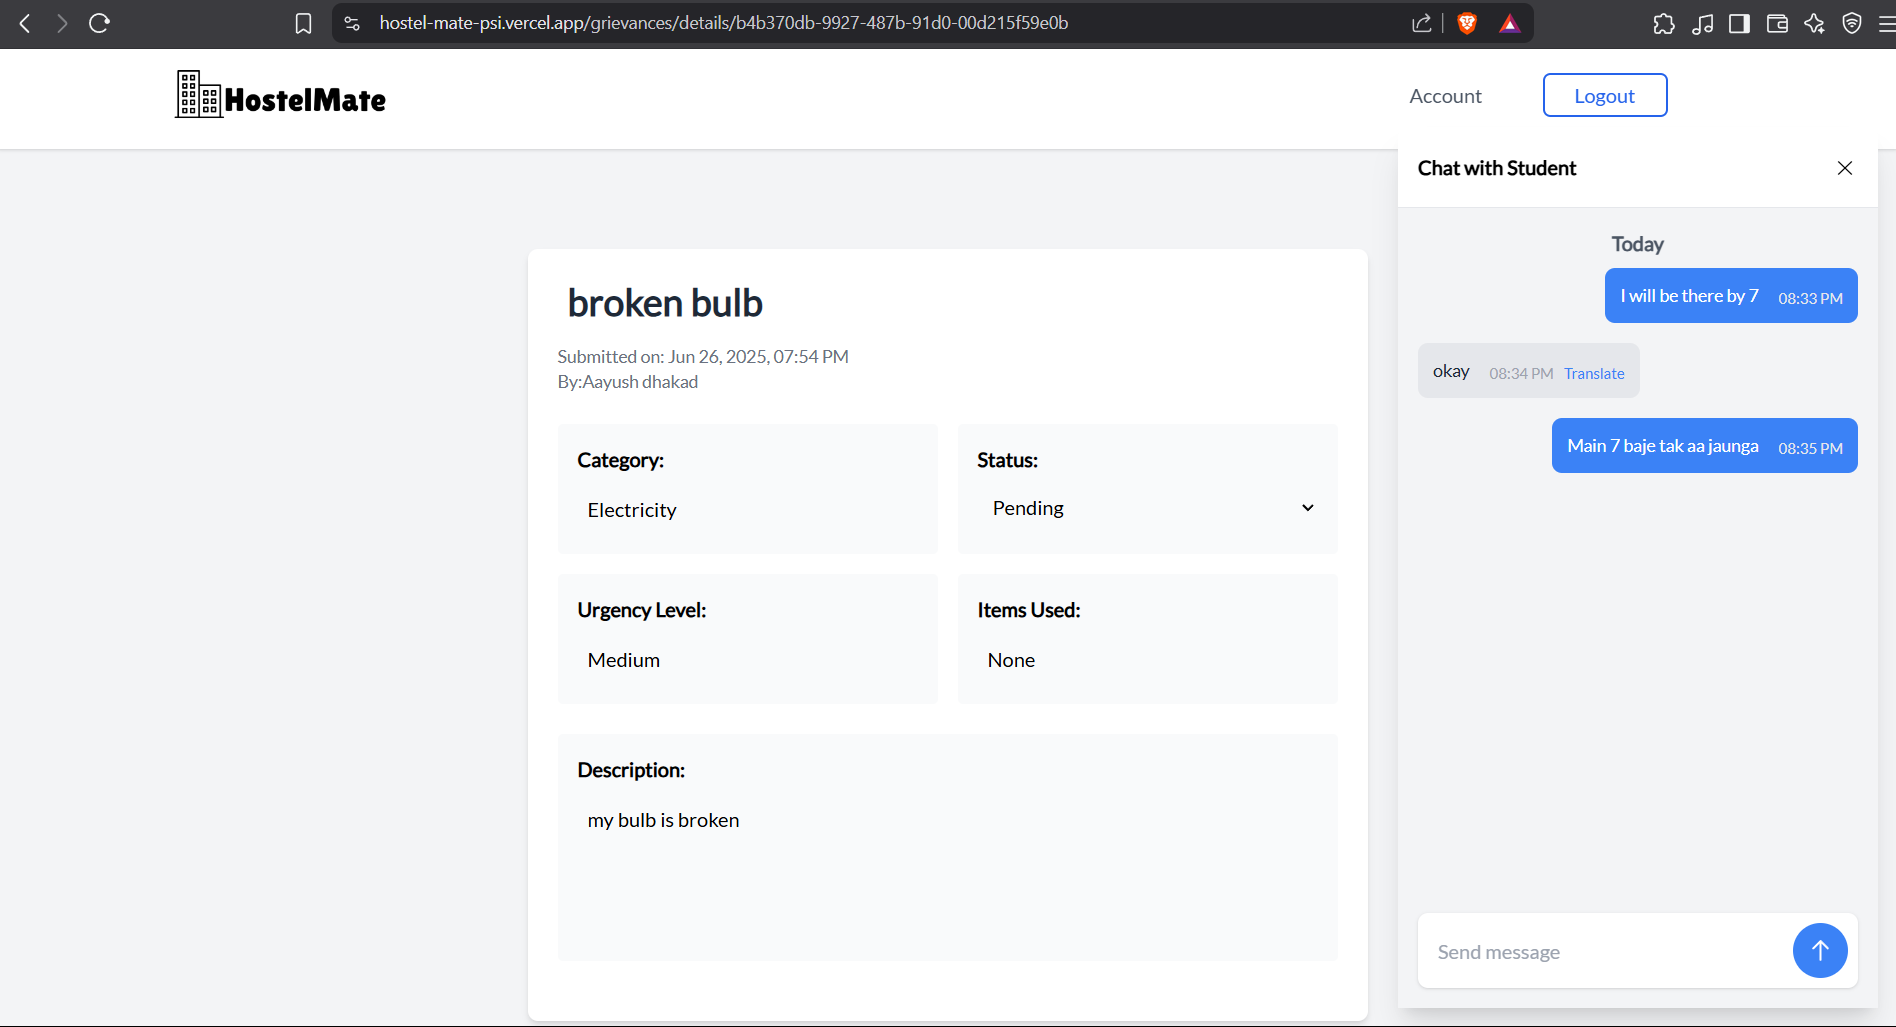 hostel-mate-psi.vercel.app/grievances/details/b4b370db-9927-487b-91d0-00d215f59e0b
HostelMate
Account
Logout
broken bulb
Submitted on: Jun 26, 2025, 07:54 PM
By:Aayush dhakad
Category:
Electricity
Status:
Pending
Urgency Level:
Medium
Items Used:
None
Description:
my bulb is broken
Chat with Student
Today
I will be there by 7 08:33 PM
okay 08:34 PM Translate
Main 7 baje tak aa jaunga 08:35 PM
Send message